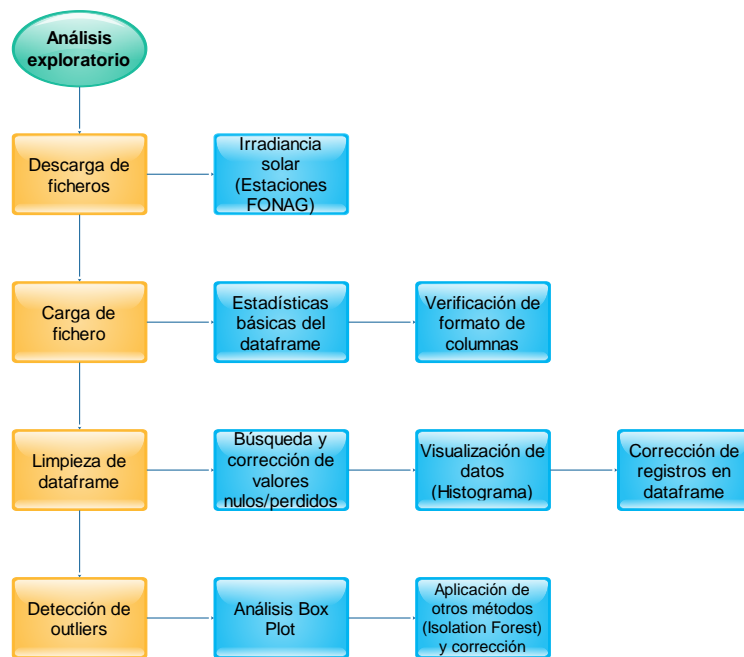 Análisis
exploratorio
Descarga de
ficheros
Irradiancia
solar
(Estaciones
FONAG)
Carga de
fichero
Estadísticas
básicas del
dataframe
Verificación de
formato de
columnas
Limpieza de
dataframe
Búsqueda y
corrección de
valores
nulos/perdidos
Visualización de
datos
(Histograma)
Corrección de
registros en
dataframe
Detección de
outliers
Análisis Box
Plot
Aplicación de
otros métodos
(Isolation Forest)
y corrección